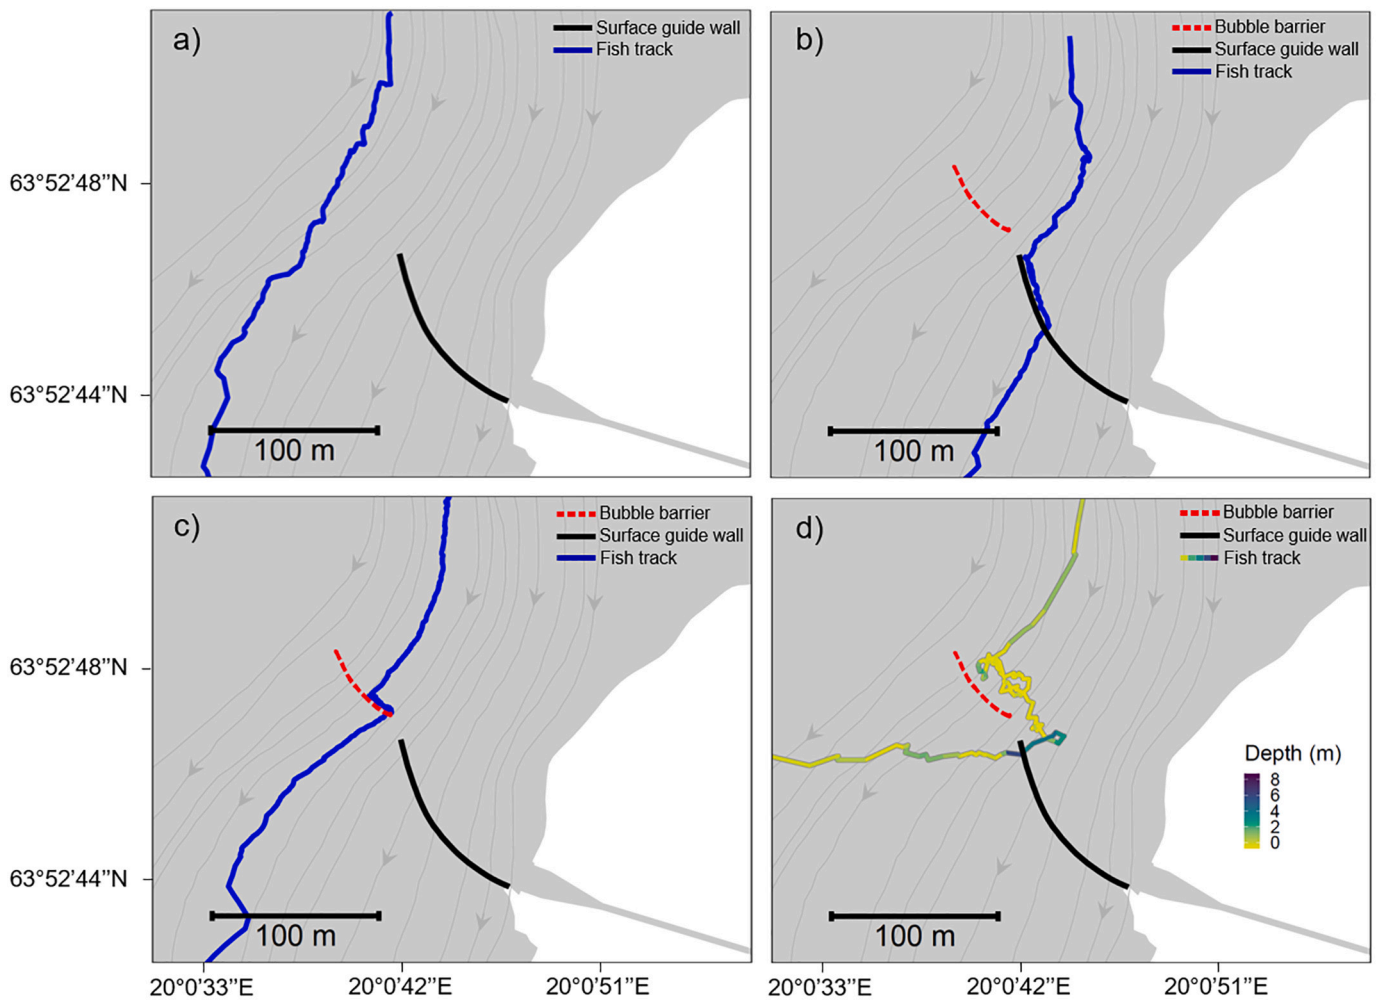 a)
Surface guide wall
Fish track
b)
Bubble barrier
Surface guide wall
Fish track
63°52'48”N
63°52'44”N
100 m
100 m
c)
Bubble barrier
Surface guide wall
Fish track
d)
Bubble barrier
Surface guide wall
Fish track
63°52'48”N
63°52'44”N
Depth (m)
8
6
4
2
0
100 m
100 m
20°0'33”E
20°0'42”E
20°0'51”E
20°0'33”E
20°0'42”E
20°0'51”E